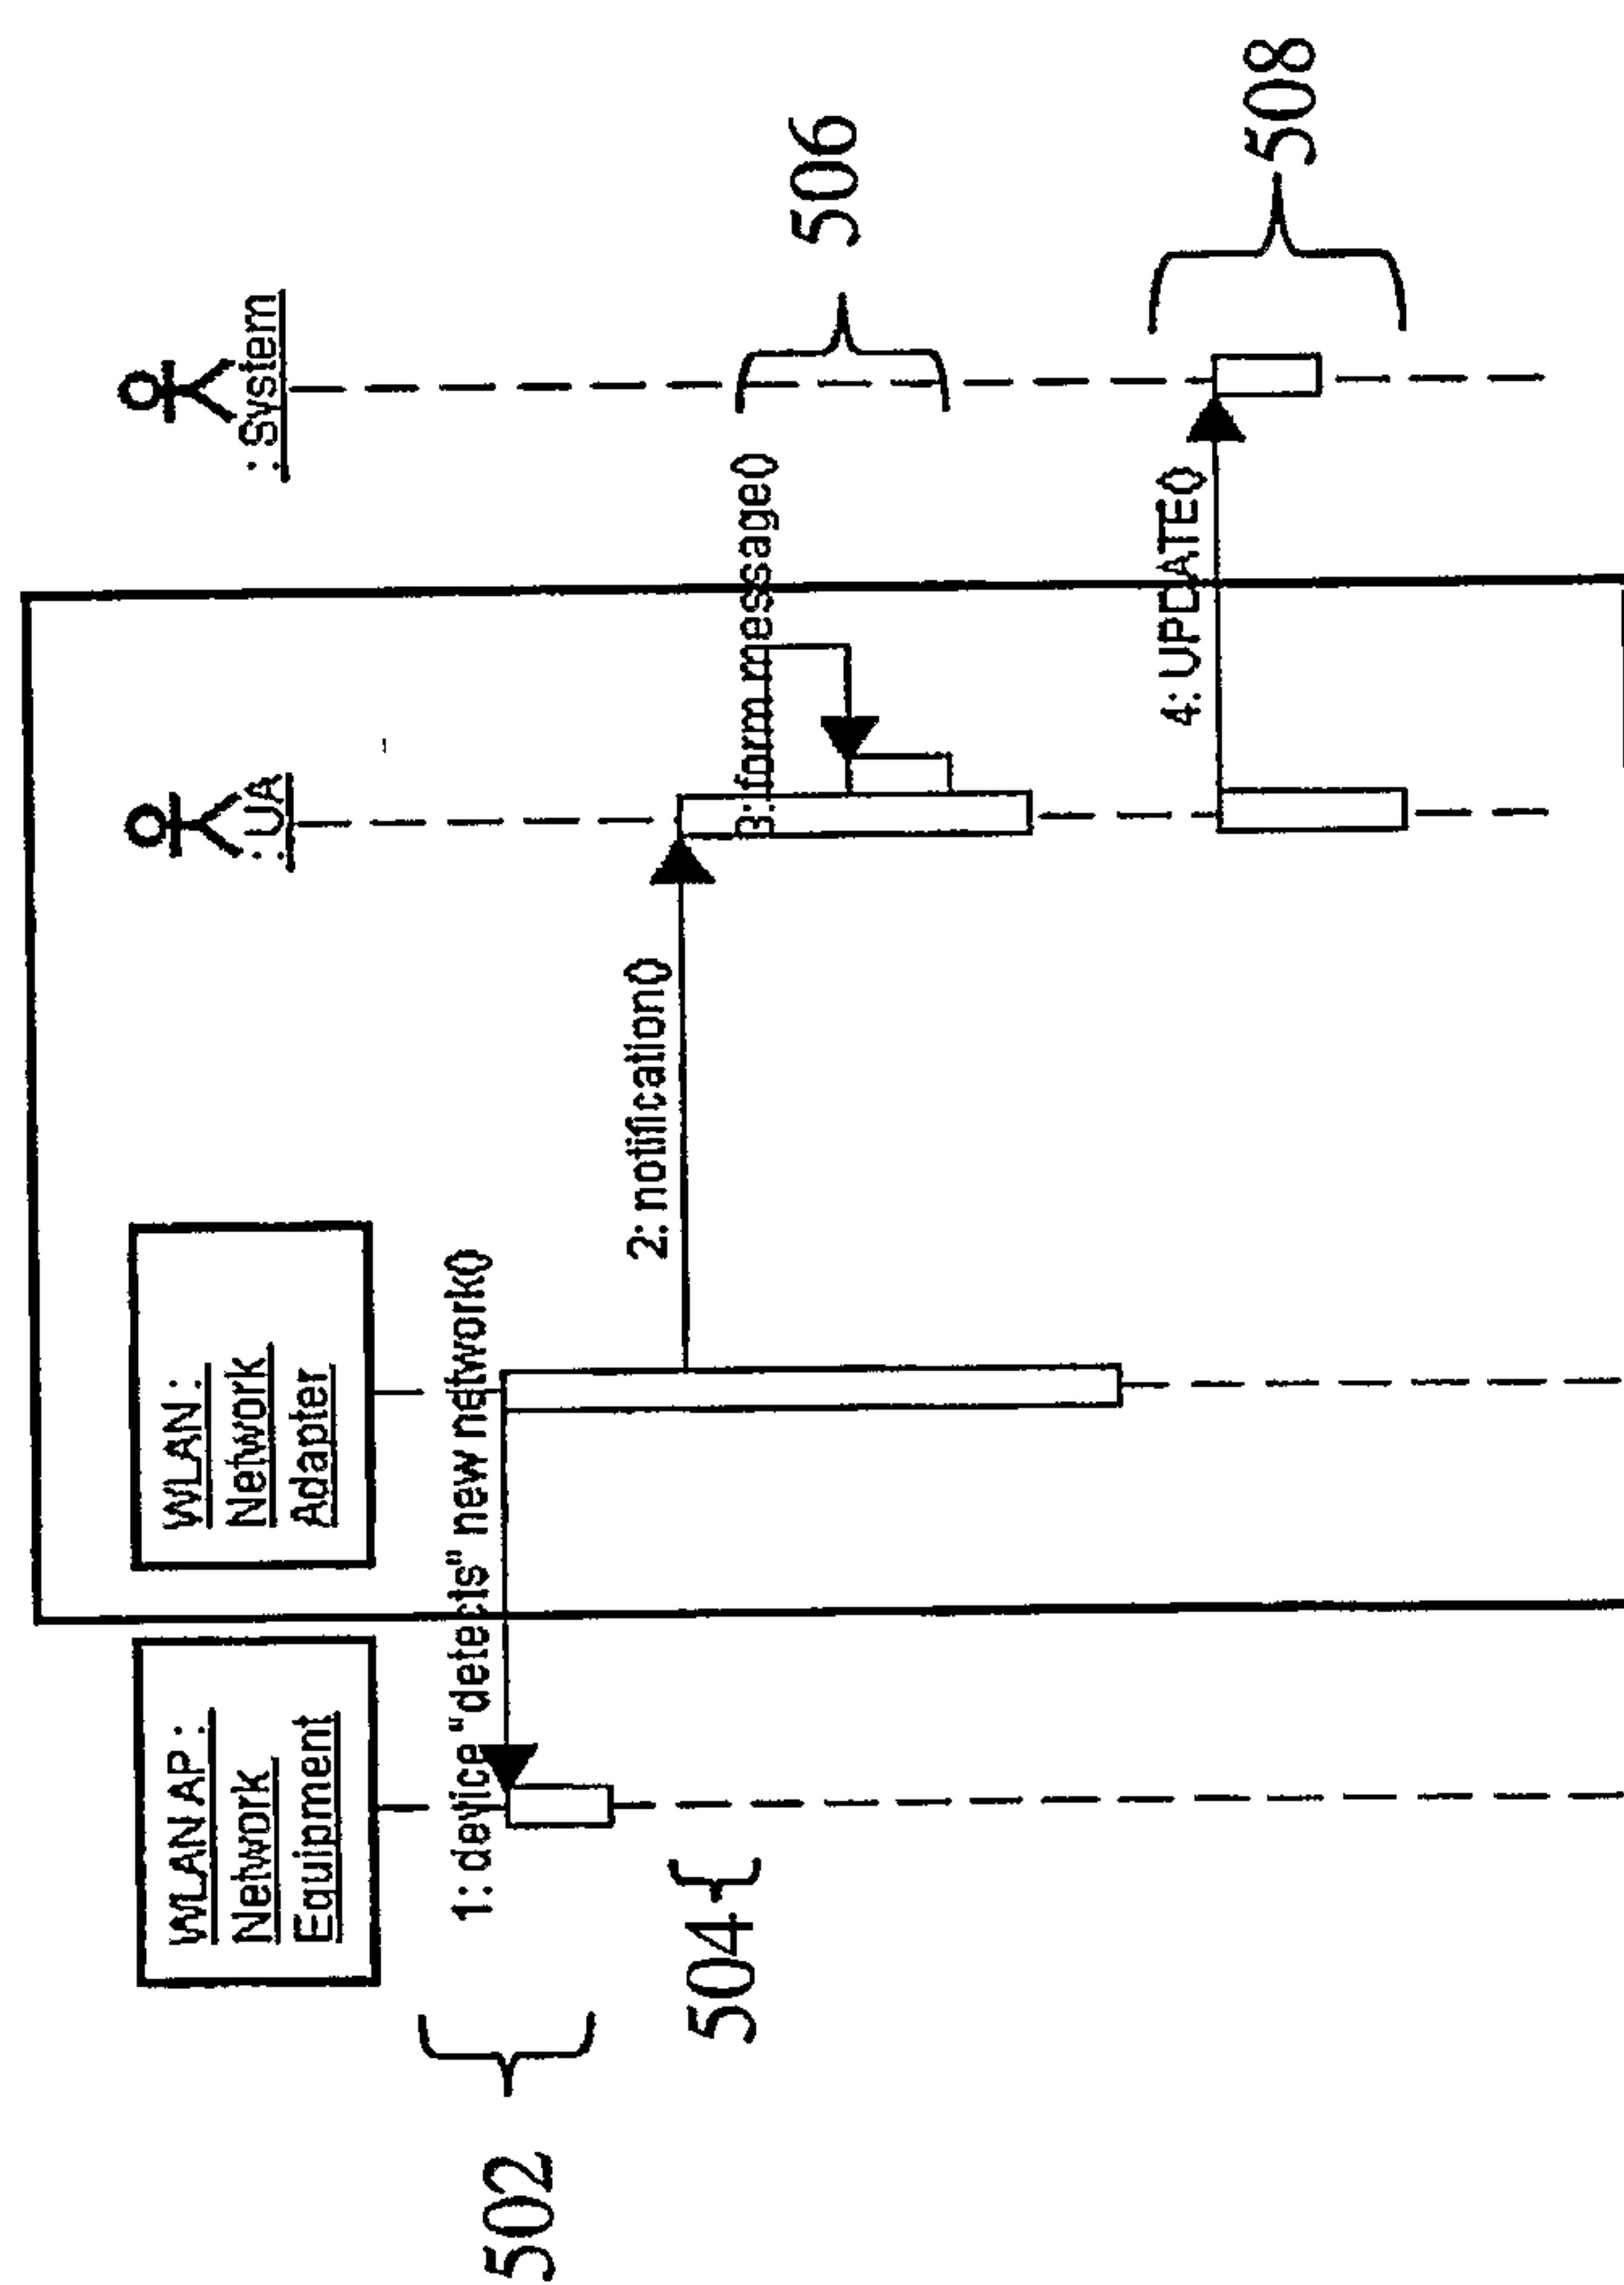 WLAN AP :
Network
Equipment
WLAN :
Network
Adapter
: UA
: System
1: device "detects" new network()
2: notification()
3: form message()
4: UPDATE()
502
504
506
508